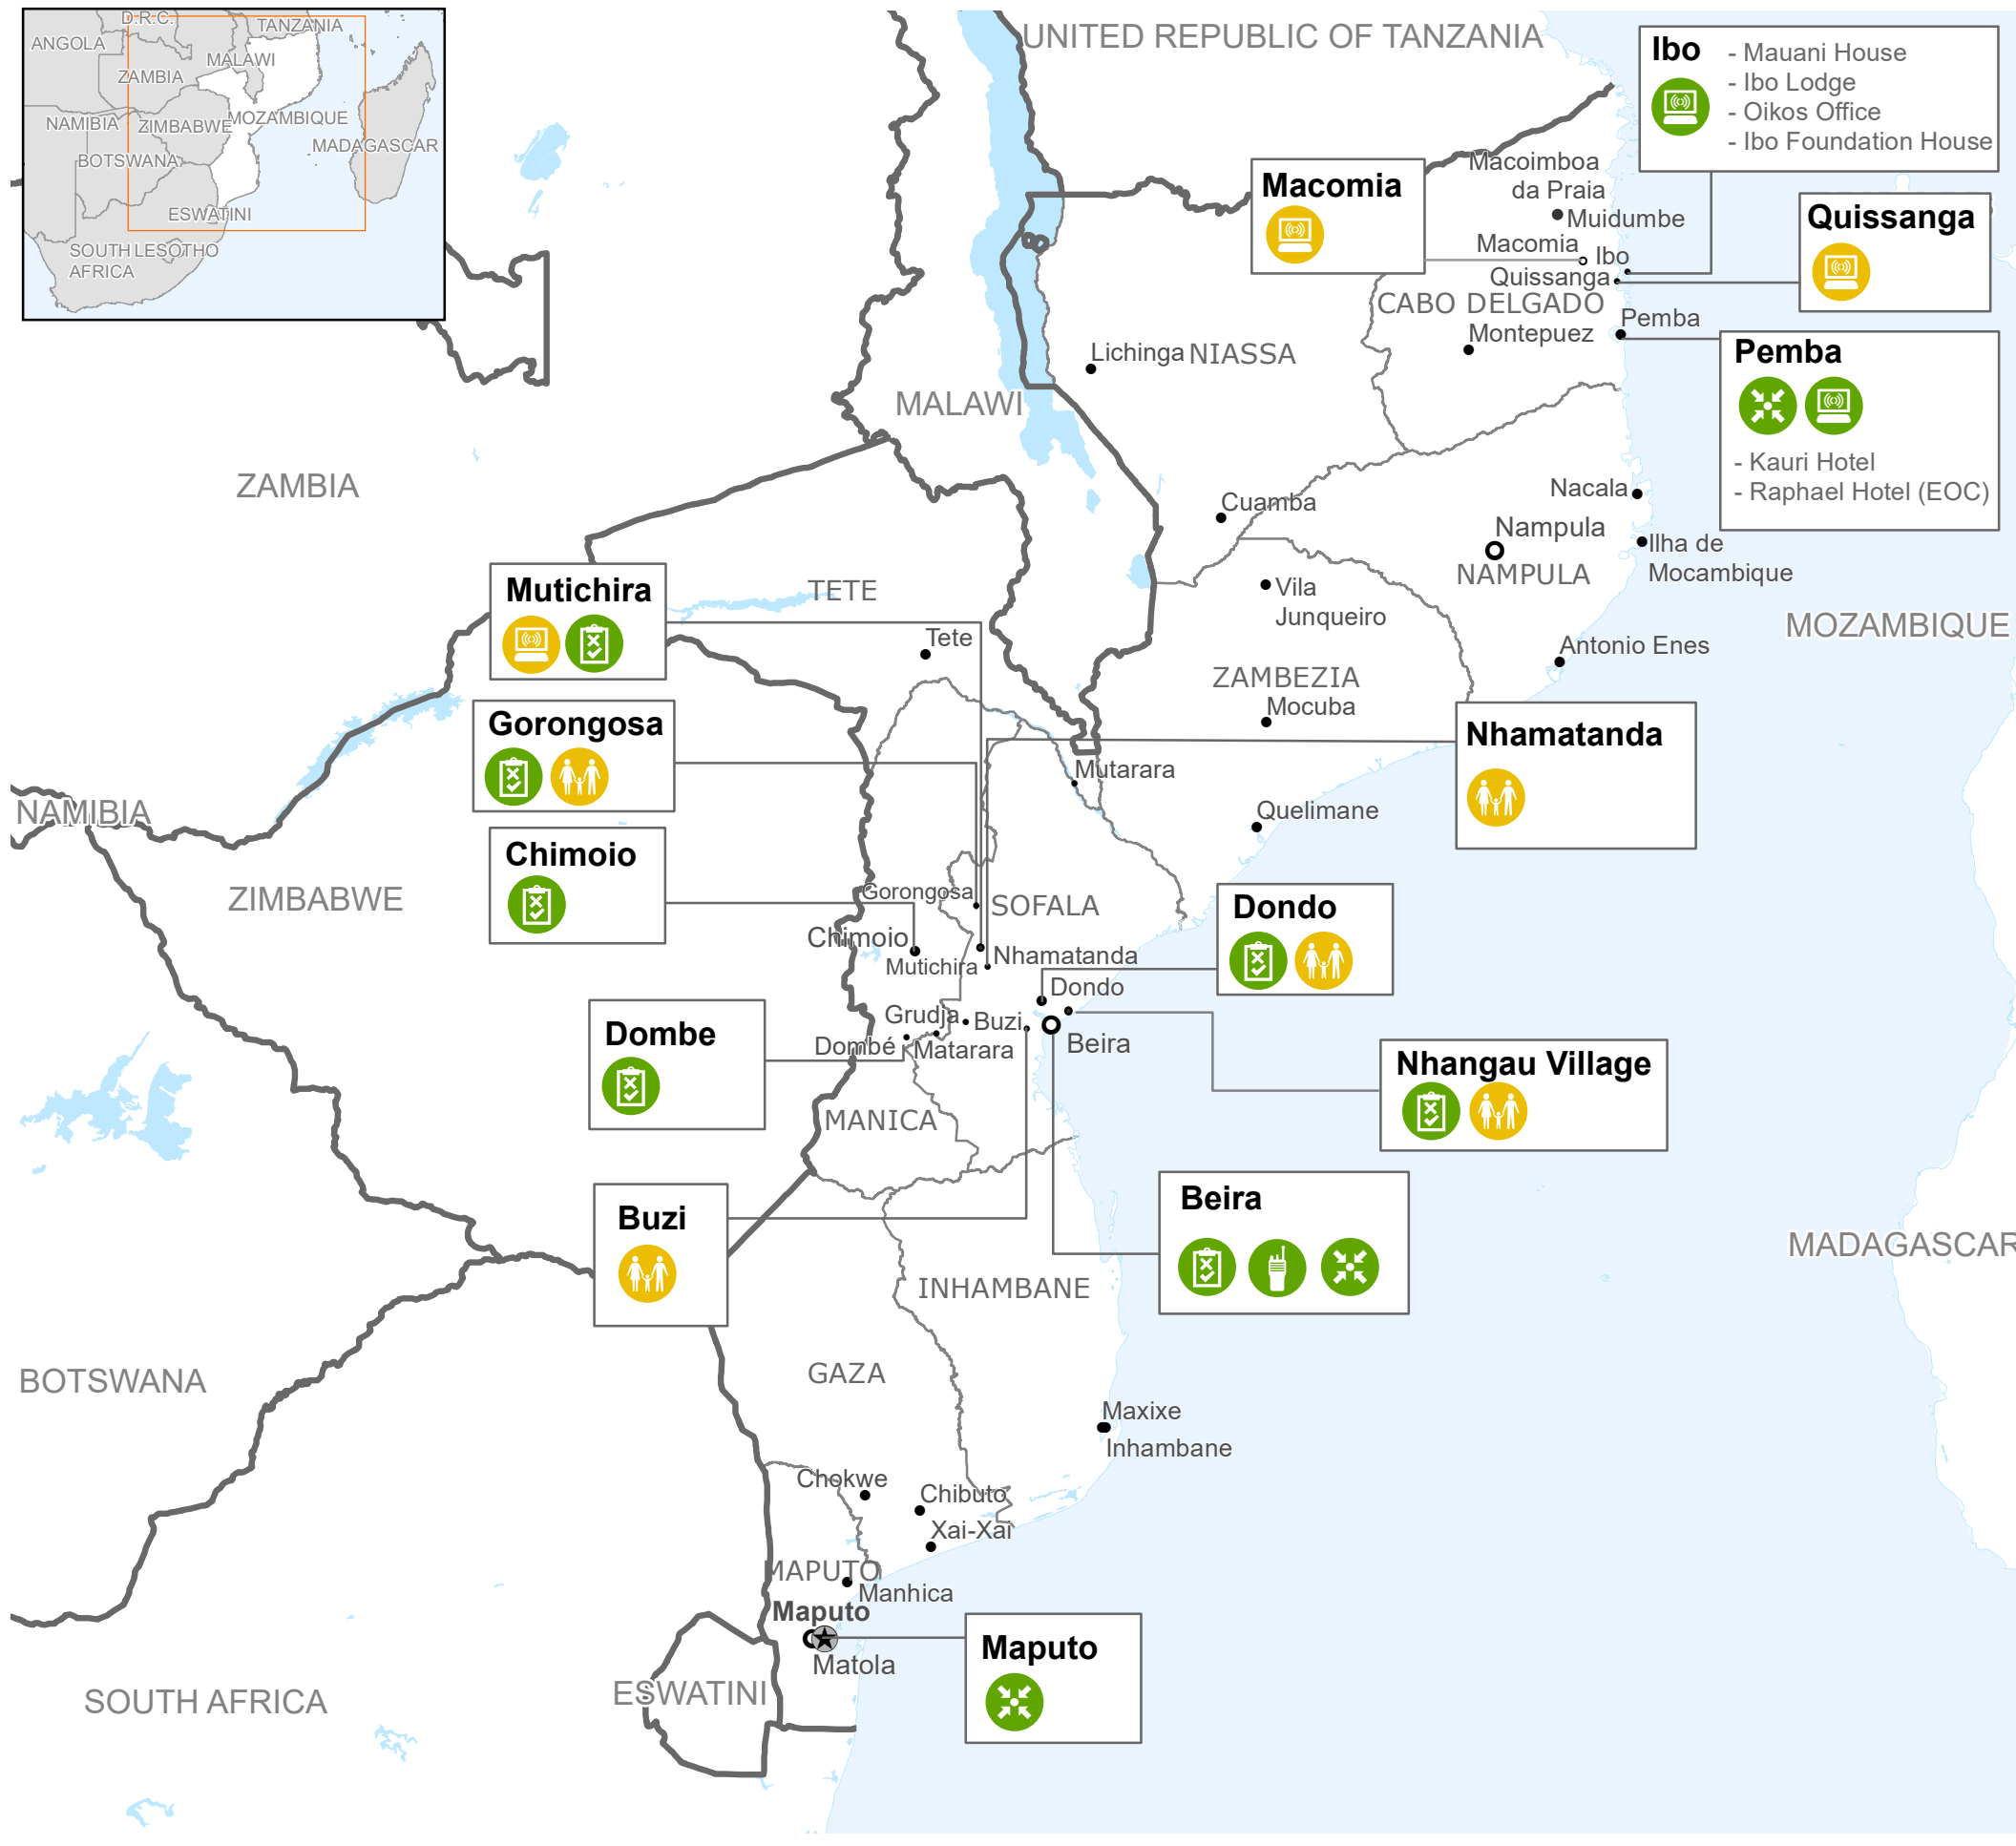 D.R.C.
TANZANIA
ANGOLA
MALAWI
ZAMBIA
NAMIBIA
ZIMBABWE
MOZAMBIQUE
MADAGASCAR
BOTSWANA
ESWATINI
SOUTH LESOTHO
AFRICA
UNITED REPUBLIC OF TANZANIA
Ibo
- Mauani House
- Ibo Lodge
- Oikos Office
- Ibo Foundation House
Macomia
Macoimboa
da Praia
Muidumbe
Quissanga
Macomia
Ibo
Quissanga
CABO DELGADO
Pemba
Montepuez
Lichinga
NIASSA
Pemba
- Kauri Hotel
- Raphael Hotel (EOC)
MALAWI
ZAMBIA
Cuamba
Nacala
Nampula
Ilha de
Mocambique
NAMPULA
Mutichira
TETE
Vila
Junqueiro
MOZAMBIQUE
Tete
Antonio Enes
ZAMBEZIA
Mocuba
Gorongosa
Nhamatanda
Mutarara
NAMIBIA
Quelimane
Chimoio
ZIMBABWE
Gorongosa
SOFALA
Dondo
Chimoio
Mutichira
Nhamatanda
Dondo
Dombe
Grudja
Buzi
Dombé
Matarara
Beira
Nhangau Village
MANICA
Beira
Buzi
MADAGASCAR
INHAMBANE
GAZA
BOTSWANA
Maxixe
Inhambane
Chokwe
Chibuto
Xai-Xai
MAPUTO
Manhica
Maputo
Matola
Maputo
ESWATINI
SOUTH AFRICA